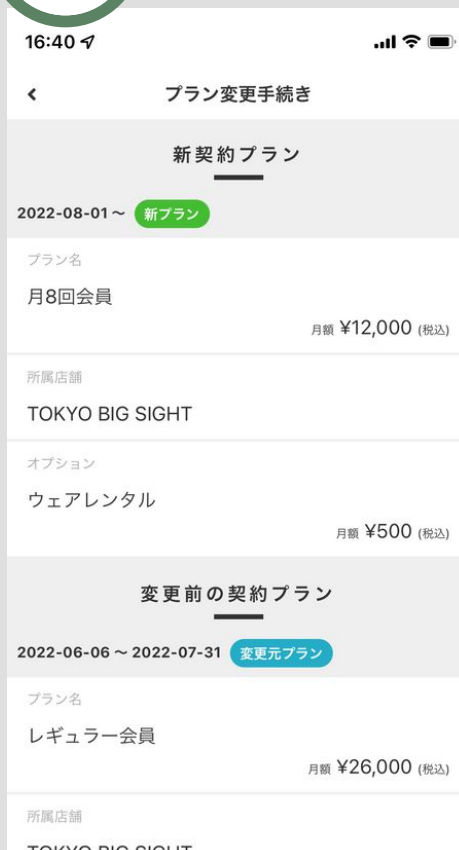 16:40
プラン変更手続き
新契約プラン
2022-08-01～ 新プラン
プラン名
月8回会員
月額 ¥12,000 (税込)
所属店舗
TOKYO BIG SIGHT
オプション
ウェアレンタル
月額 ¥500 (税込)
変更前の契約プラン
2022-06-06～2022-07-31 変更元プラン
プラン名
レギュラー会員
月額 ¥26,000 (税込)
所属店舗
TOKYO BIG SIGHT